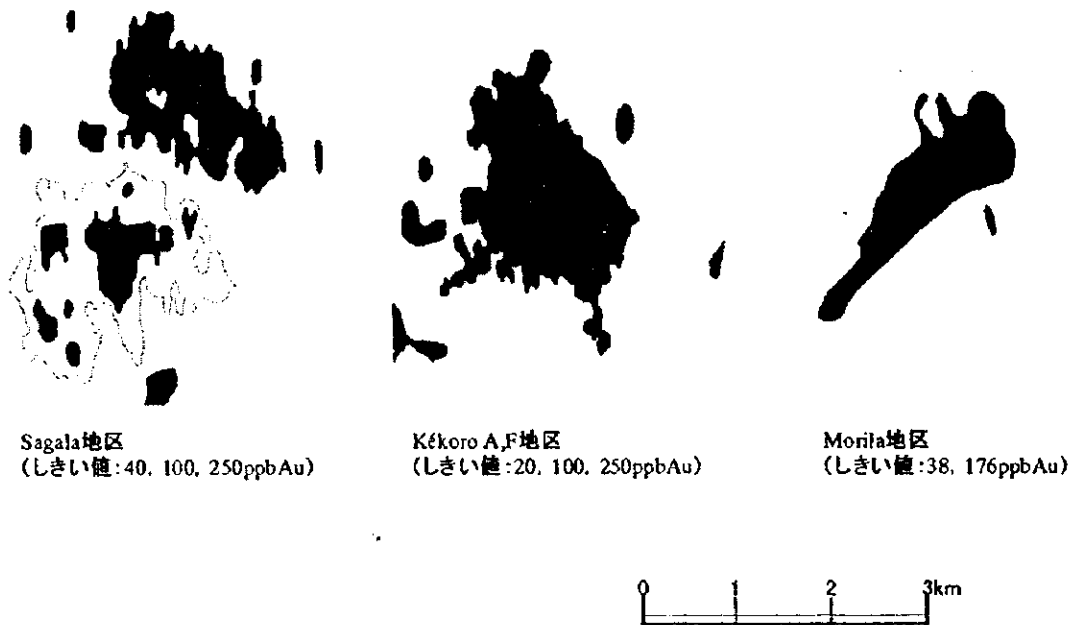 Sagala地区
(しきい値:40, 100, 250ppbAu)
Kékoro A,F地区
(しきい値:20, 100, 250ppbAu)
Morila地区
(しきい値:38, 176ppbAu)
0 1 2 3km